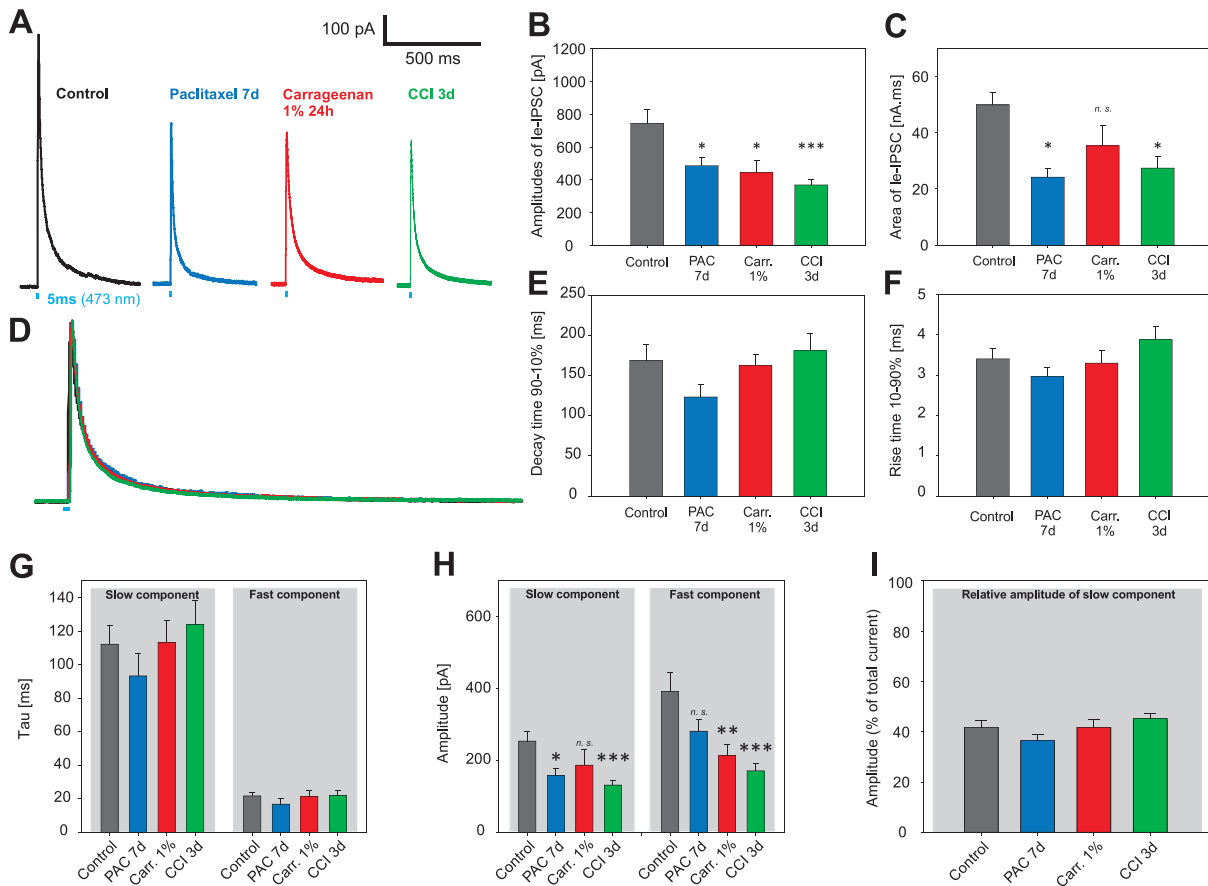 A
100 pA
500 ms
Control
Paclitaxel 7d
Carrageenan
1% 24h
CCI 3d
5ms (473 nm)
B
Amplitudes of le-IPSC [pA]
1200
1000
800
600
400
200
0
*
*
***
Control
PAC
7d
Carr.
1%
CCI
3d
C
Area of le-IPSC [nA.ms]
60
40
20
0
*
n. s.
*
Control
PAC
7d
Carr.
1%
CCI
3d
D
E
Decay time 90-10% [ms]
250
200
150
100
50
0
Control
PAC
7d
Carr.
1%
CCI
3d
F
Rise time 10-90% [ms]
5
4
3
2
1
0
Control
PAC
7d
Carr.
1%
CCI
3d
G
Tau [ms]
140
120
100
80
60
40
20
0
Slow component
Fast component
Control
PAC 7d
Carr. 1%
CCI 3d
Control
PAC 7d
Carr. 1%
CCI 3d
H
Amplitude [pA]
600
400
200
0
Slow component
Fast component
*
n. s.
***
n. s.
**
***
Control
PAC 7d
Carr. 1%
CCI 3d
Control
PAC 7d
Carr. 1%
CCI 3d
I
Amplitude (% of total current)
100
80
60
40
20
0
Relative amplitude of slow component
Control
PAC 7d
Carr. 1%
CCI 3d